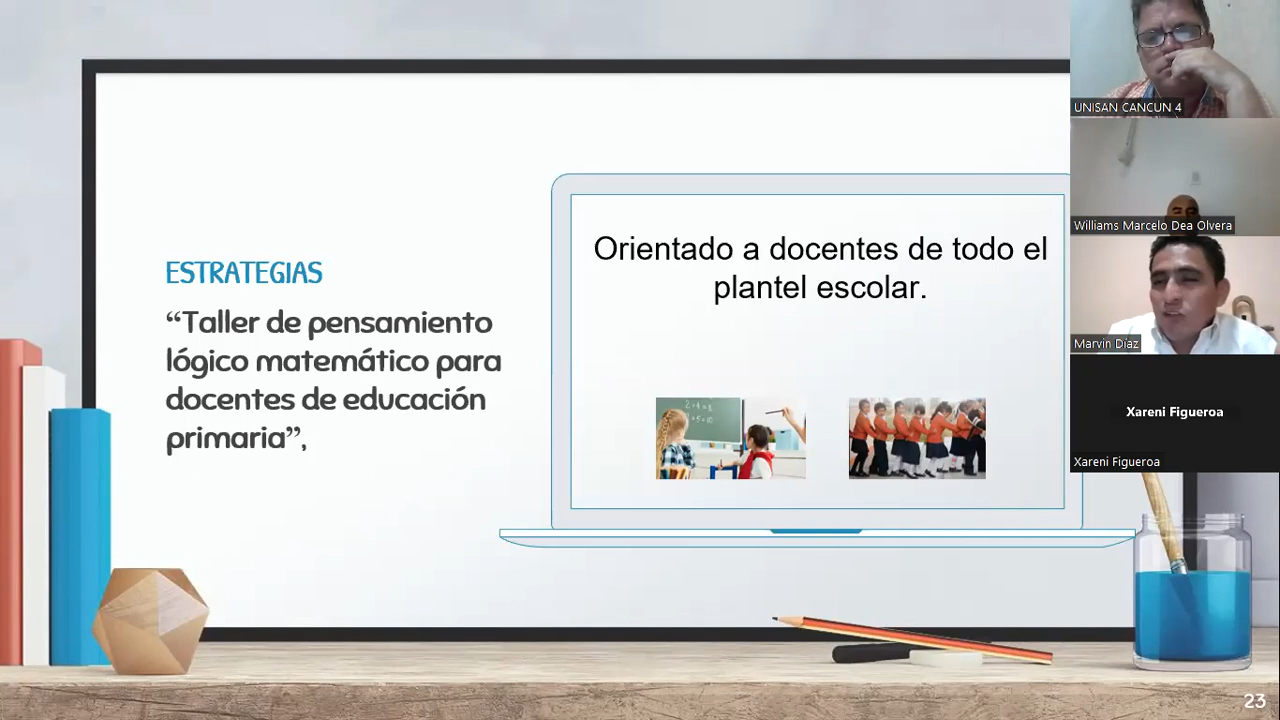 ESTRATEGIAS
“Taller de pensamiento
lógico matemático para
docentes de educación
primaria”,
Orientado a docentes de todo el
plantel escolar.
UNISAN CANCUN 4
Williams Marcelo Dea Olvera
Marvin Díaz
Xareni Figueroa
Xareni Figueroa
23